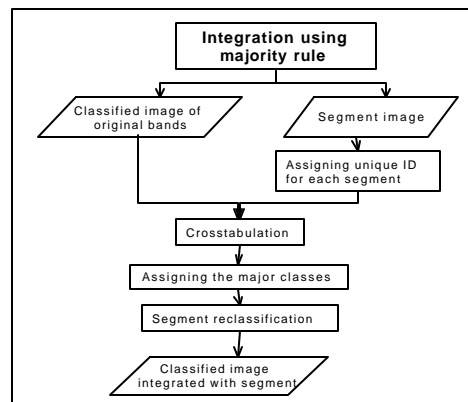 Integration using
majority rule
Classified image of
original bands
Segment image
Assigning unique ID
for each segment
Crosstabulation
Assigning the major classes
Segment reclassification
Classified image
integrated with segment